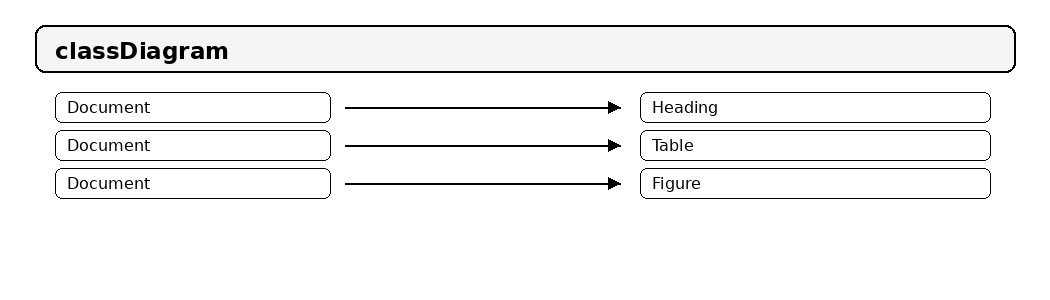 classDiagram
Document Heading
Document Table
Document Figure